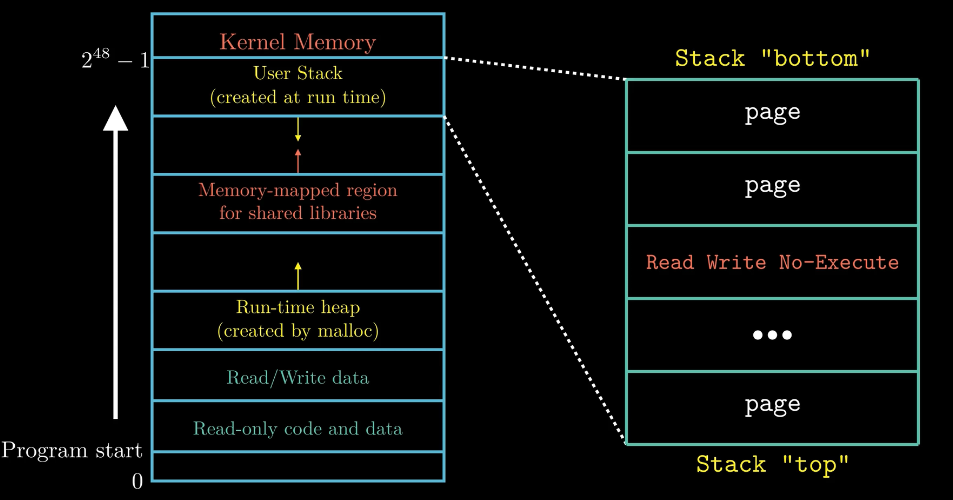 Kernel Memory
2^48 − 1
User Stack
(created at run time)
Memory-mapped region
for shared libraries
Run-time heap
(created by malloc)
Read/Write data
Read-only code and data
Program start
0
Stack "bottom"
page
page
Read Write No-Execute
•••
page
Stack "top"